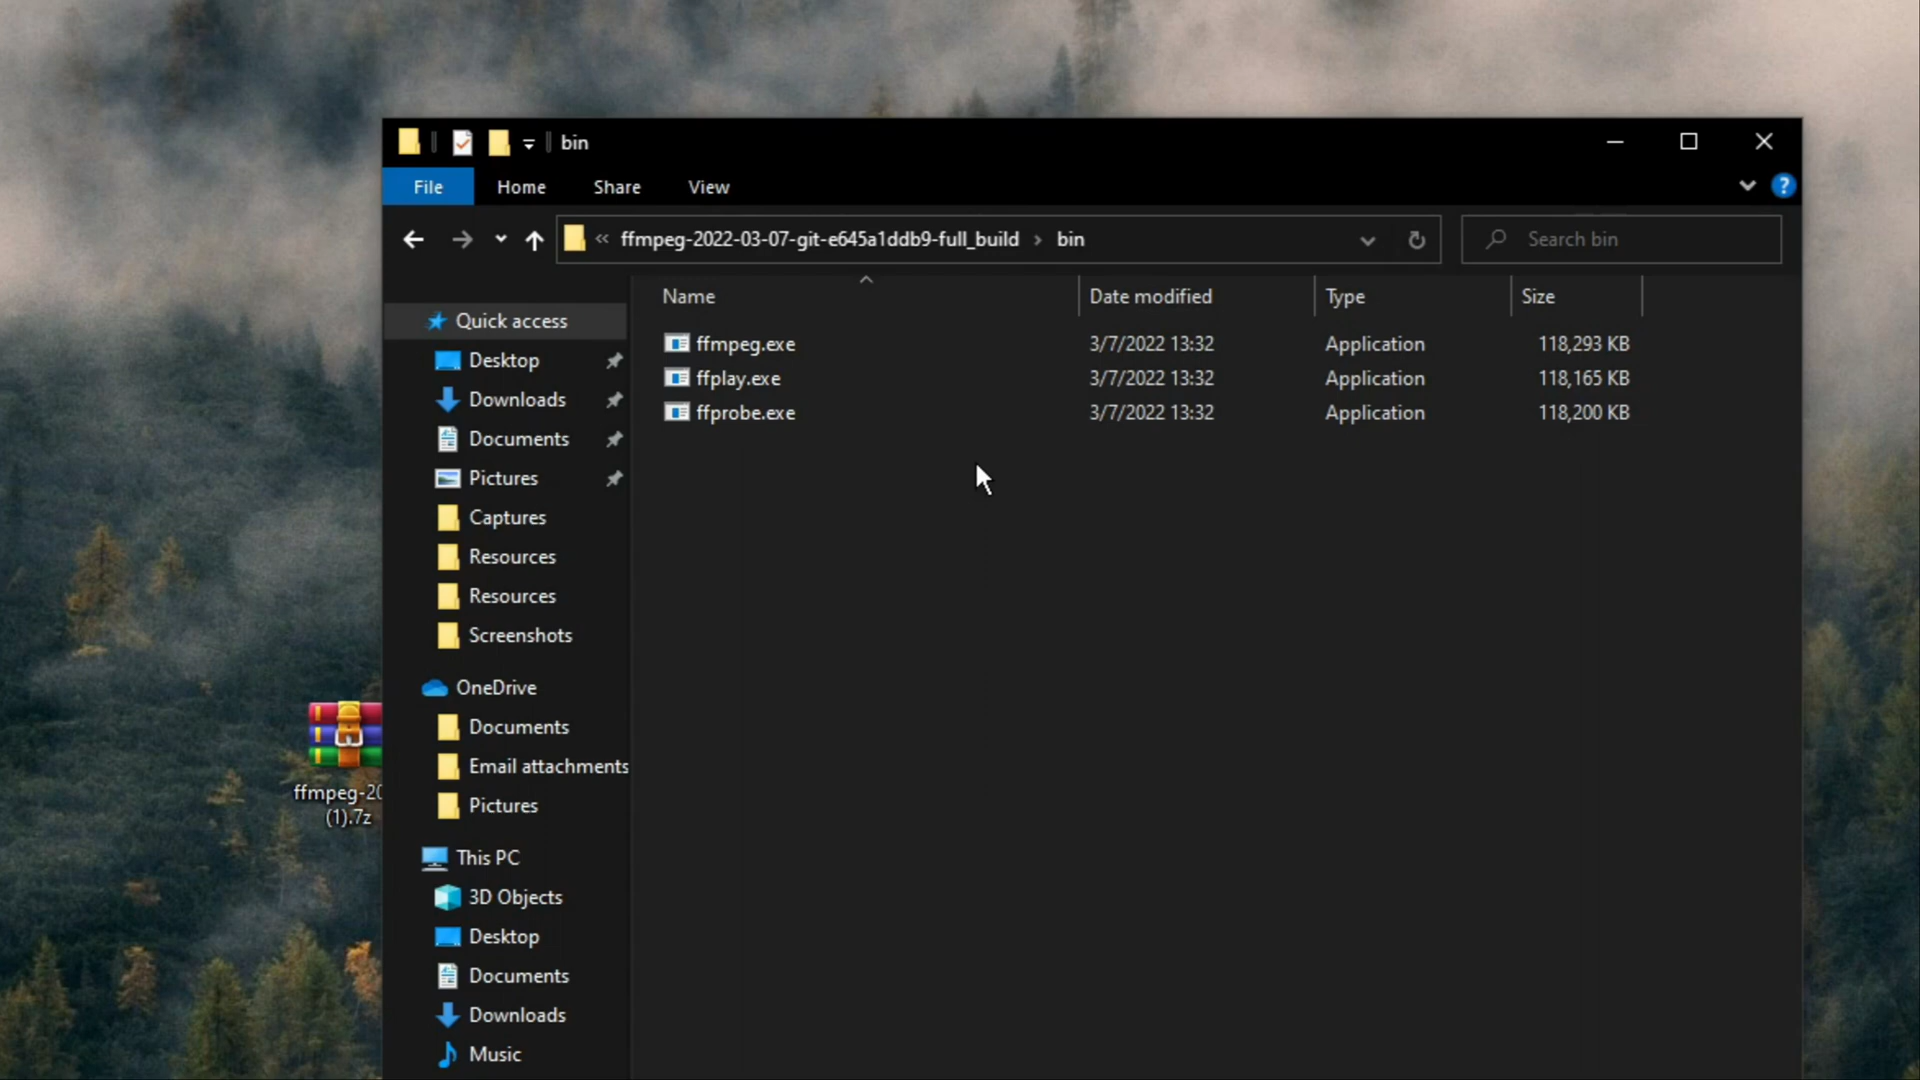 bin
File Home Share View
« ffmpeg-2022-03-07-git-e645a1ddb9-full_build › bin
Search bin
Name Date modified Type Size
ffmpeg.exe 3/7/2022 13:32 Application 118,293 KB
ffplay.exe 3/7/2022 13:32 Application 118,165 KB
ffprobe.exe 3/7/2022 13:32 Application 118,200 KB
Quick access
Desktop
Downloads
Documents
Pictures
Captures
Resources
Resources
Screenshots
OneDrive
Documents
Email attachments
Pictures
This PC
3D Objects
Desktop
Documents
Downloads
Music
ffmpeg-20
(1).7z